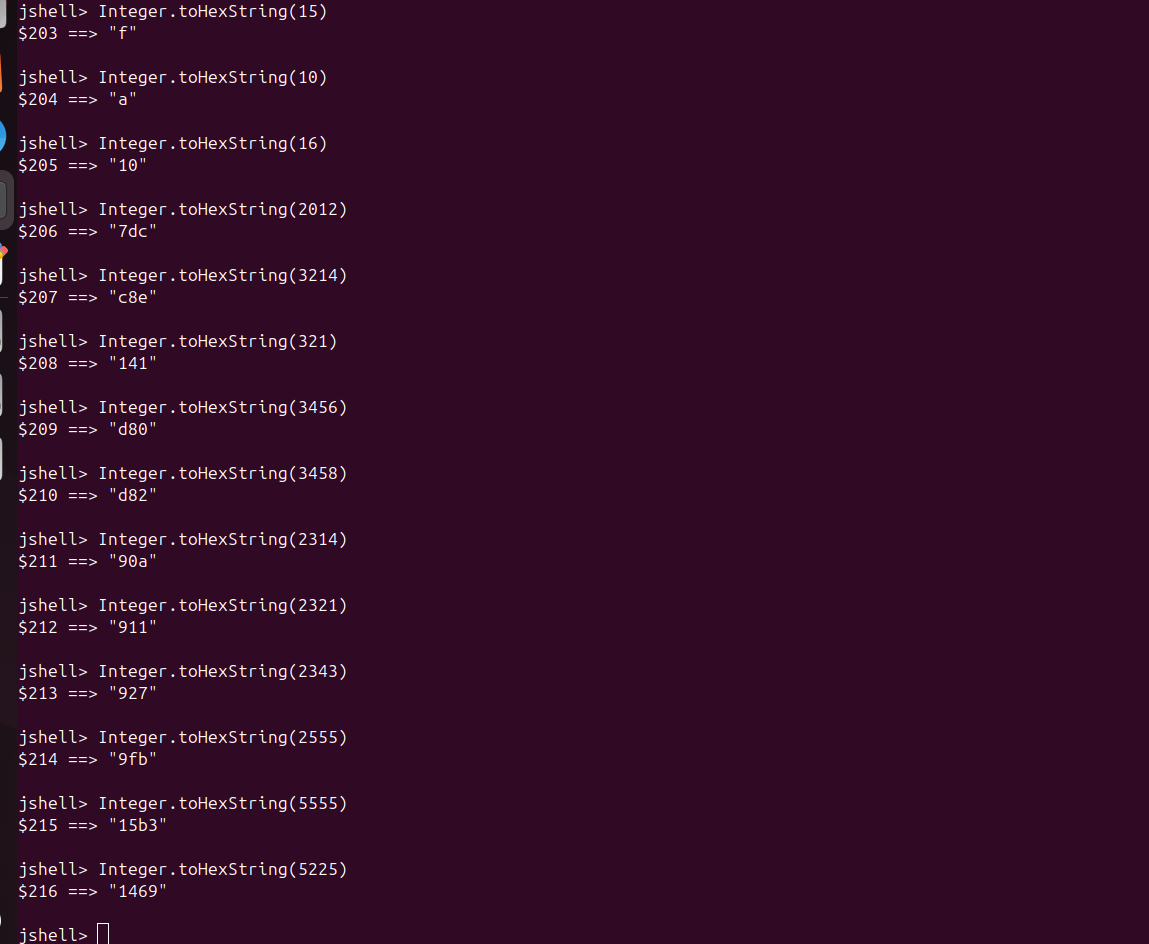 jshell> Integer.toHexString(15)
$203 ==> "f"
jshell> Integer.toHexString(10)
$204 ==> "a"
jshell> Integer.toHexString(16)
$205 ==> "10"
jshell> Integer.toHexString(2012)
$206 ==> "7dc"
jshell> Integer.toHexString(3214)
$207 ==> "c8e"
jshell> Integer.toHexString(321)
$208 ==> "141"
jshell> Integer.toHexString(3456)
$209 ==> "d80"
jshell> Integer.toHexString(3458)
$210 ==> "d82"
jshell> Integer.toHexString(2314)
$211 ==> "90a"
jshell> Integer.toHexString(2321)
$212 ==> "911"
jshell> Integer.toHexString(2343)
$213 ==> "927"
jshell> Integer.toHexString(2555)
$214 ==> "9fb"
jshell> Integer.toHexString(5555)
$215 ==> "15b3"
jshell> Integer.toHexString(5225)
$216 ==> "1469"
jshell>